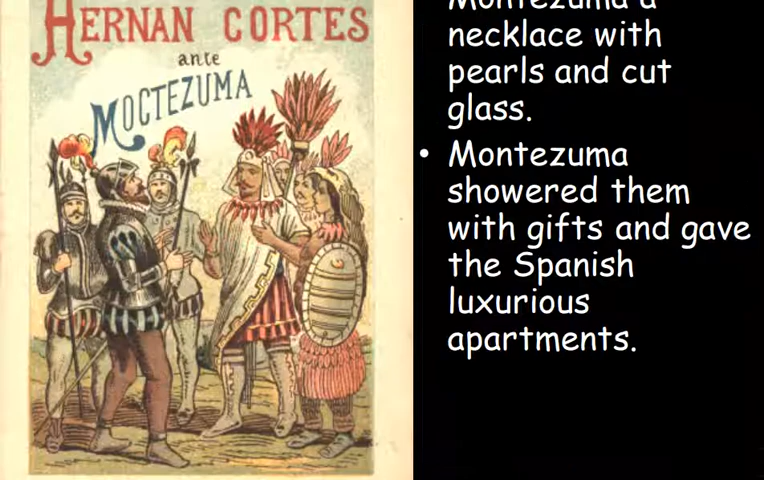 HERNAN CORTES
ante
MOCTEZUMA
Montezuma a
necklace with
pearls and cut
glass.
• Montezuma
showered them
with gifts and gave
the Spanish
luxurious
apartments.